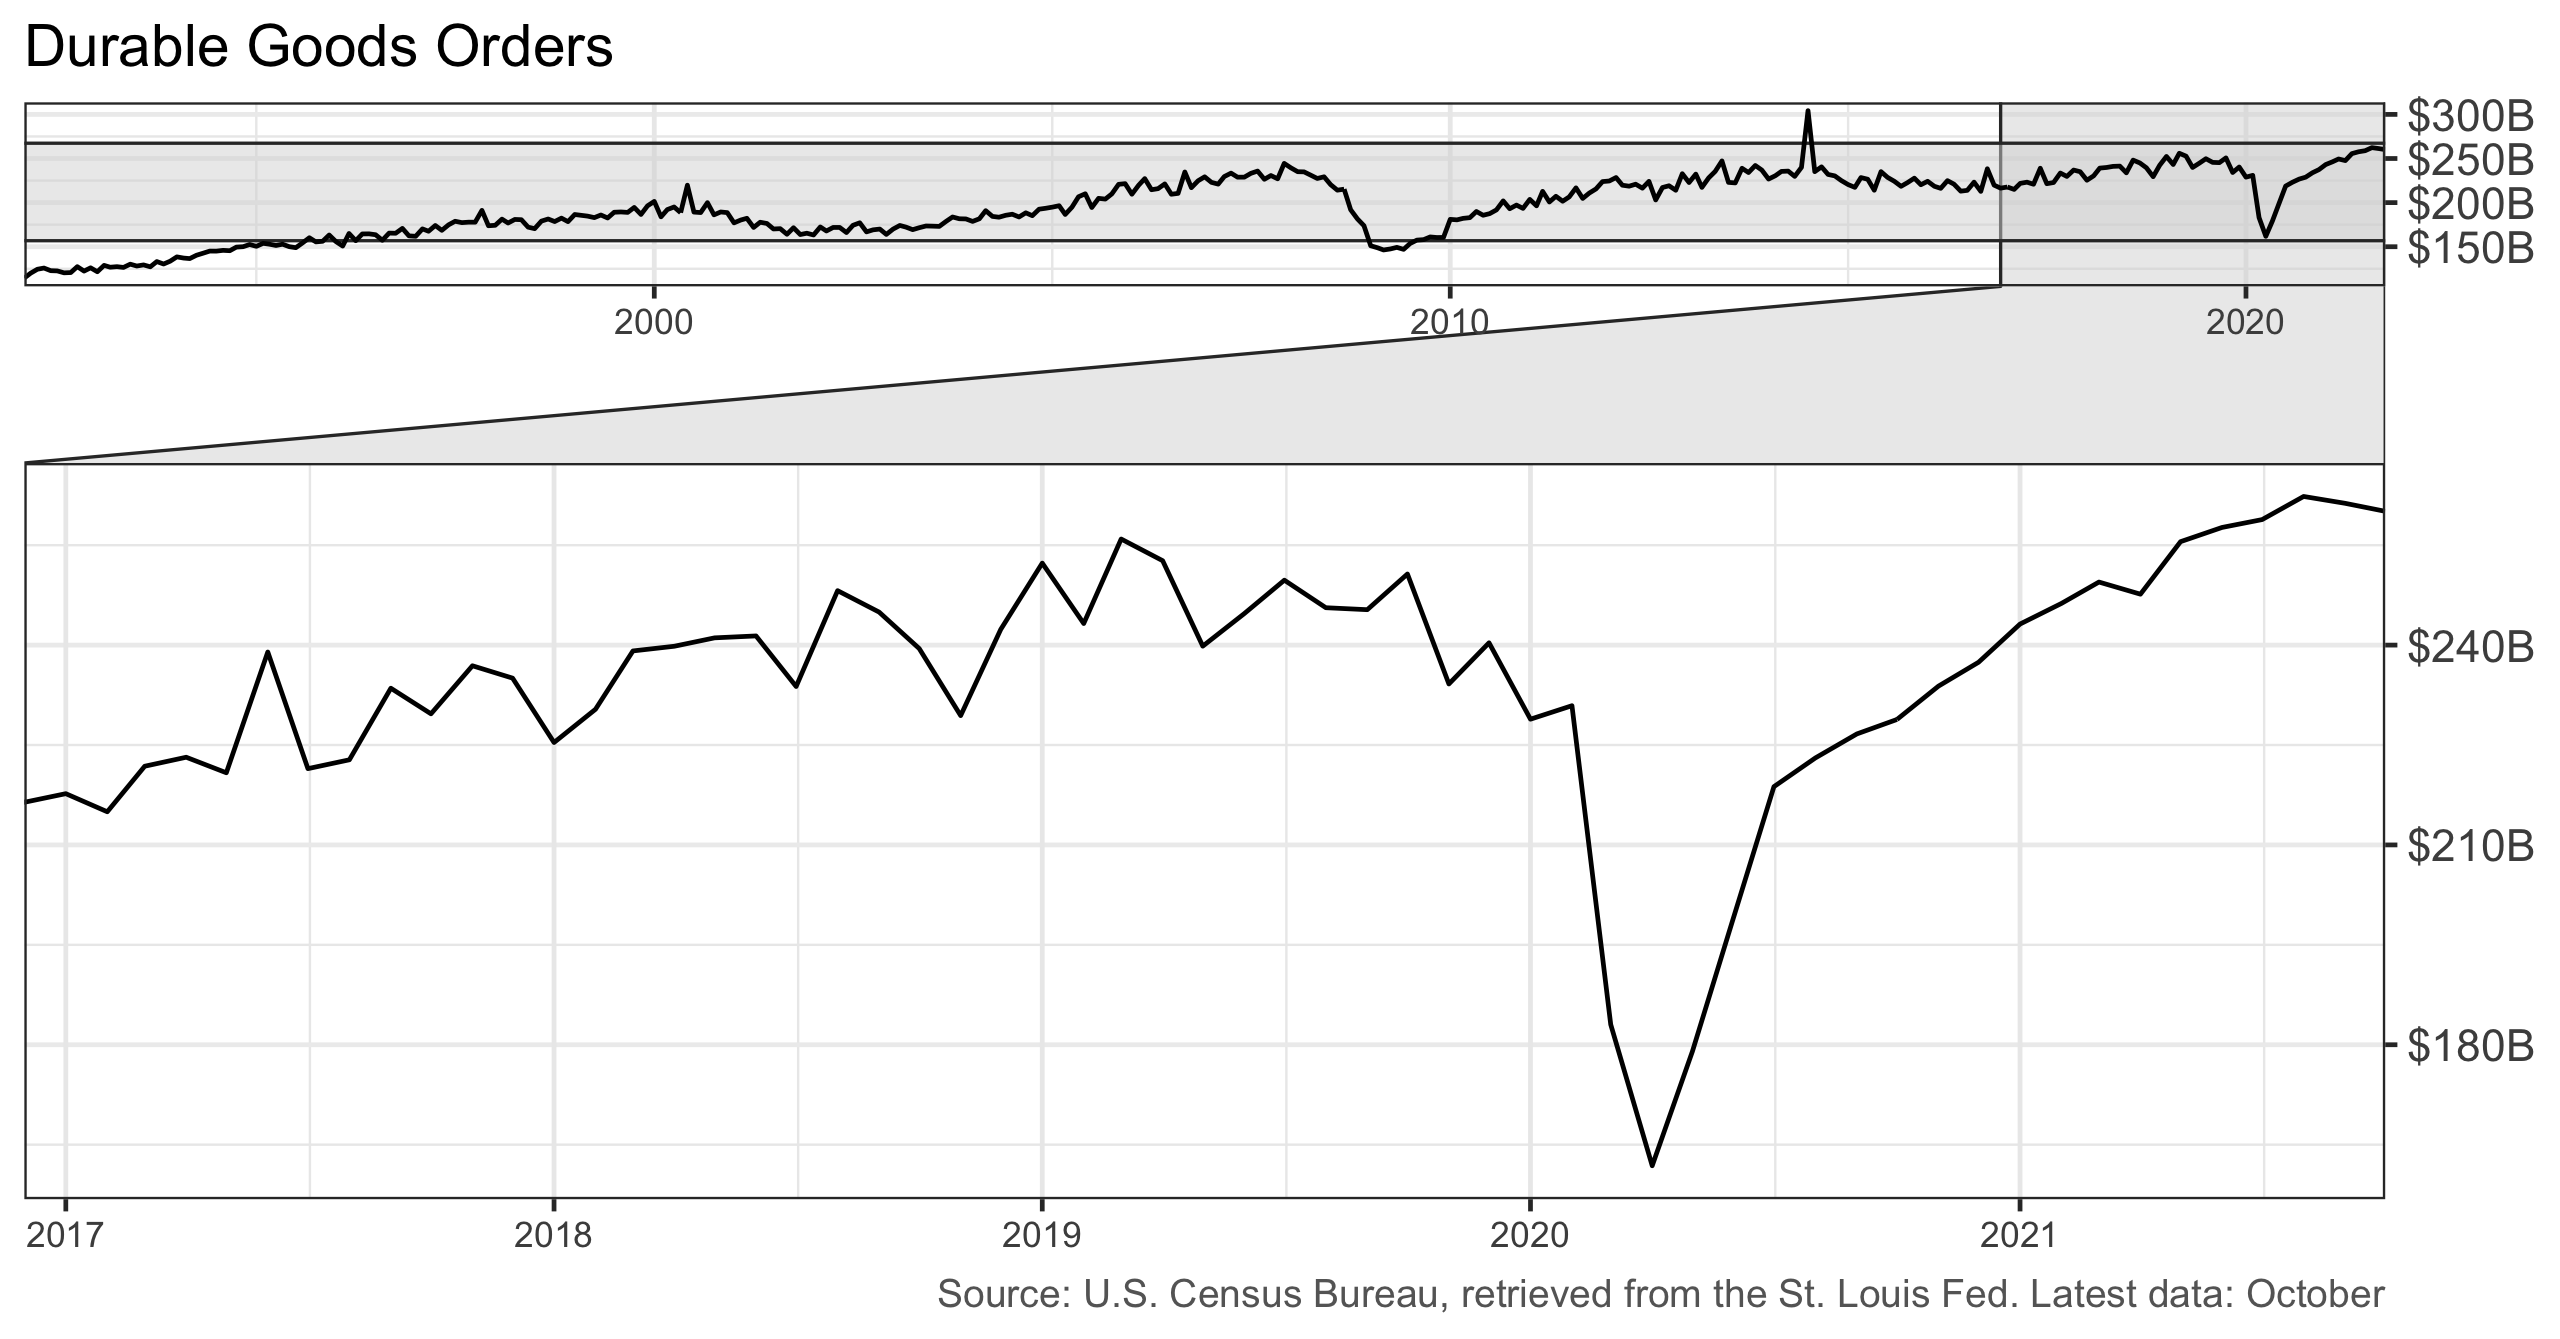 Durable Goods Orders
$300B
$250B
$200B
$150B
2000 2010 2020
$240B
$210B
$180B
2017 2018 2019 2020 2021
Source: U.S. Census Bureau, retrieved from the St. Louis Fed. Latest data: October